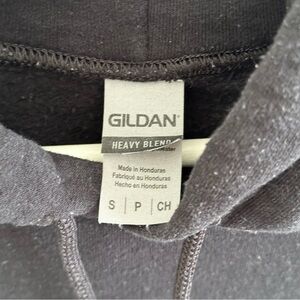 GILDAN
HEAVY BLEND
Made in Honduras
Fabriqué au Honduras
Hecho en Honduras
S | P | CH